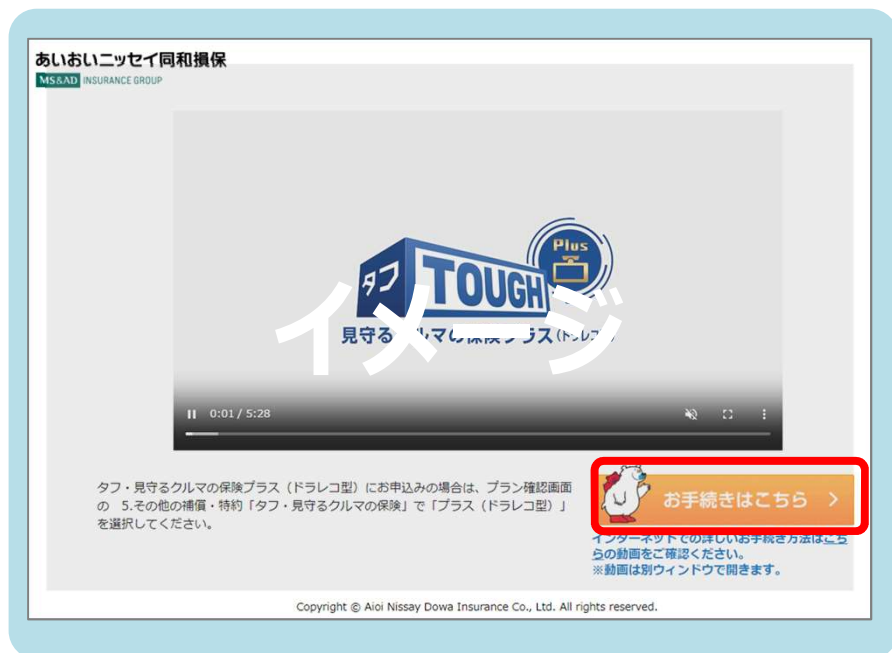 あいおいニッセイ同和損保
MS&AD INSURANCE GROUP
Plus
タフ TOUGH
イメージ
見守る
0:01 / 5:28
タフ・見守るクルマの保険プラス（ドラレコ型）にお申込みの場合は、プラン確認画面
の 5.その他の補償・特約「タフ・見守るクルマの保険」で「プラス（ドラレコ型）」
を選択してください。
お手続きはこちら
インターネットでの詳しいお手続き方法はこち
らの動画をご確認ください。
※動画は別ウィンドウで開きます。
Copyright © Aioi Nissay Dowa Insurance Co., Ltd. All rights reserved.